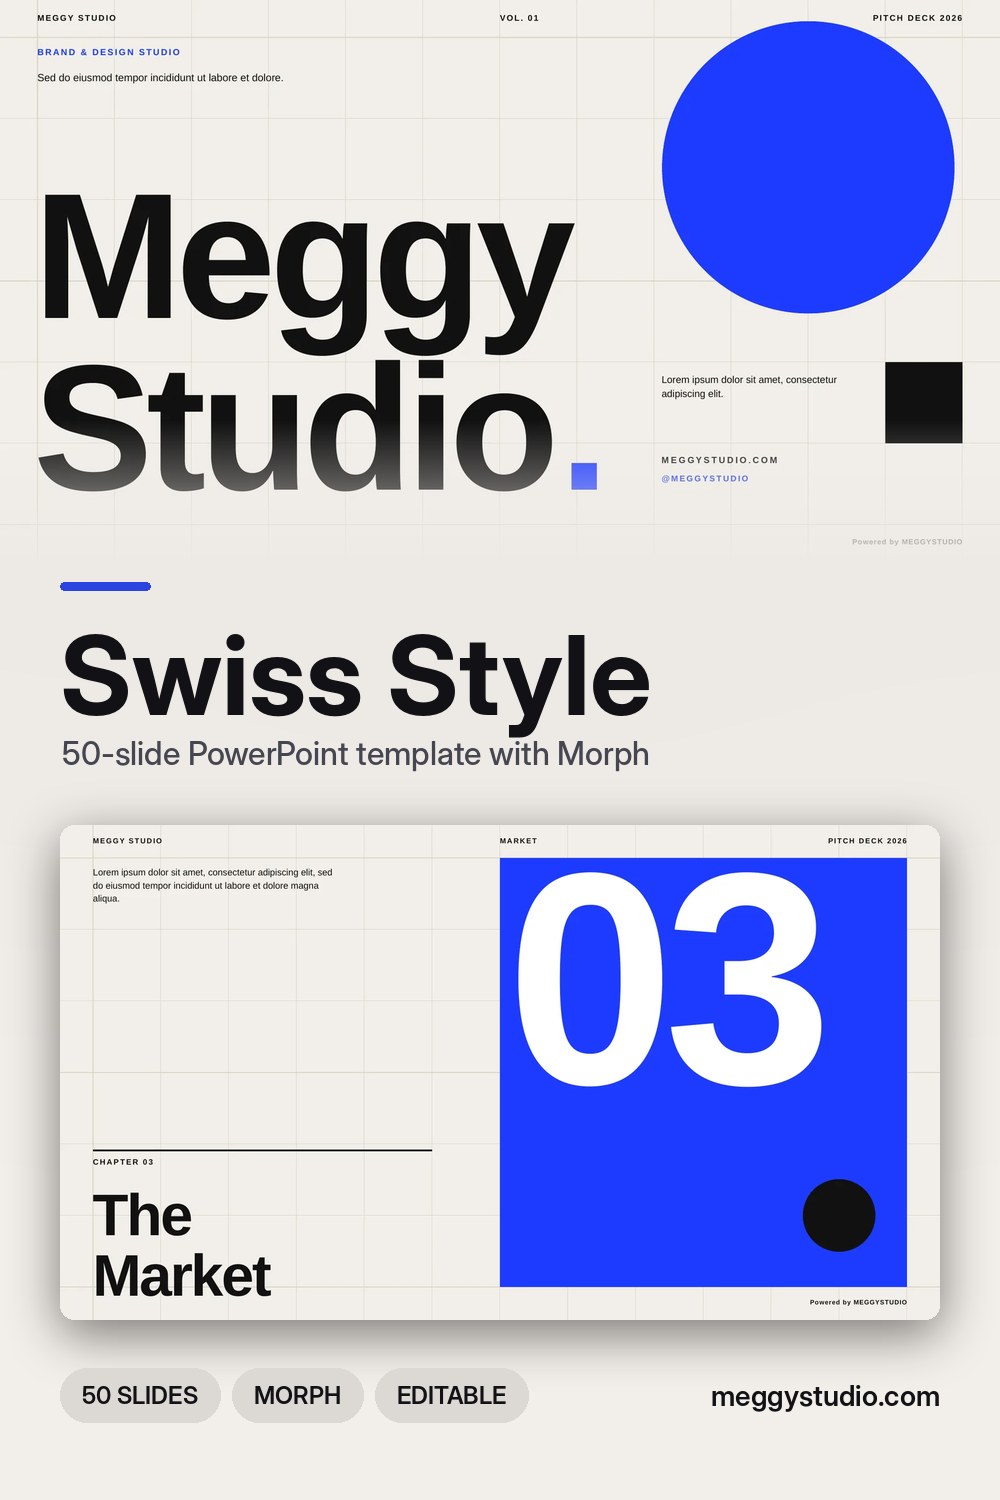 MEGGY STUDIO
VOL. 01
PITCH DECK 2026
BRAND & DESIGN STUDIO
Sed do eiusmod tempor incididunt ut labore et dolore.
Meggy
Studio.
Lorem ipsum dolor sit amet, consectetur
adipiscing elit.
MEGGYSTUDIO.COM
@MEGGYSTUDIO
Powered by MEGGYSTUDIO
Swiss Style
50-slide PowerPoint template with Morph
MEGGY STUDIO
MARKET
PITCH DECK 2026
Lorem ipsum dolor sit amet, consectetur adipiscing elit, sed
do eiusmod tempor incididunt ut labore et dolore magna
aliqua.
03
CHAPTER 03
The
Market
Powered by MEGGYSTUDIO
50 SLIDES
MORPH
EDITABLE
meggystudio.com